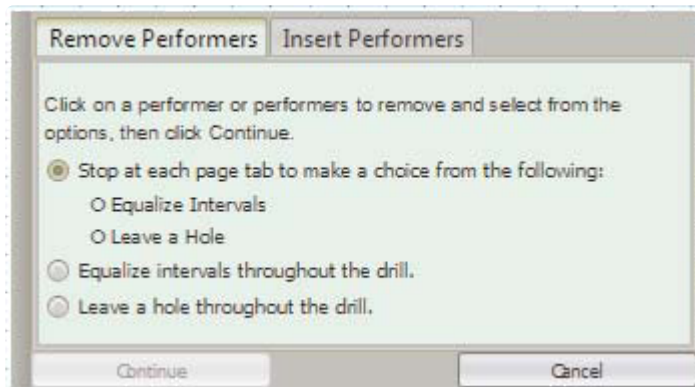 Remove Performers Insert Performers
Click on a performer or performers to remove and select from the
options, then click Continue.
Stop at each page tab to make a choice from the following:
O Equalize Intervals
O Leave a Hole
Equalize intervals throughout the drill.
Leave a hole throughout the drill.
Continue Cancel